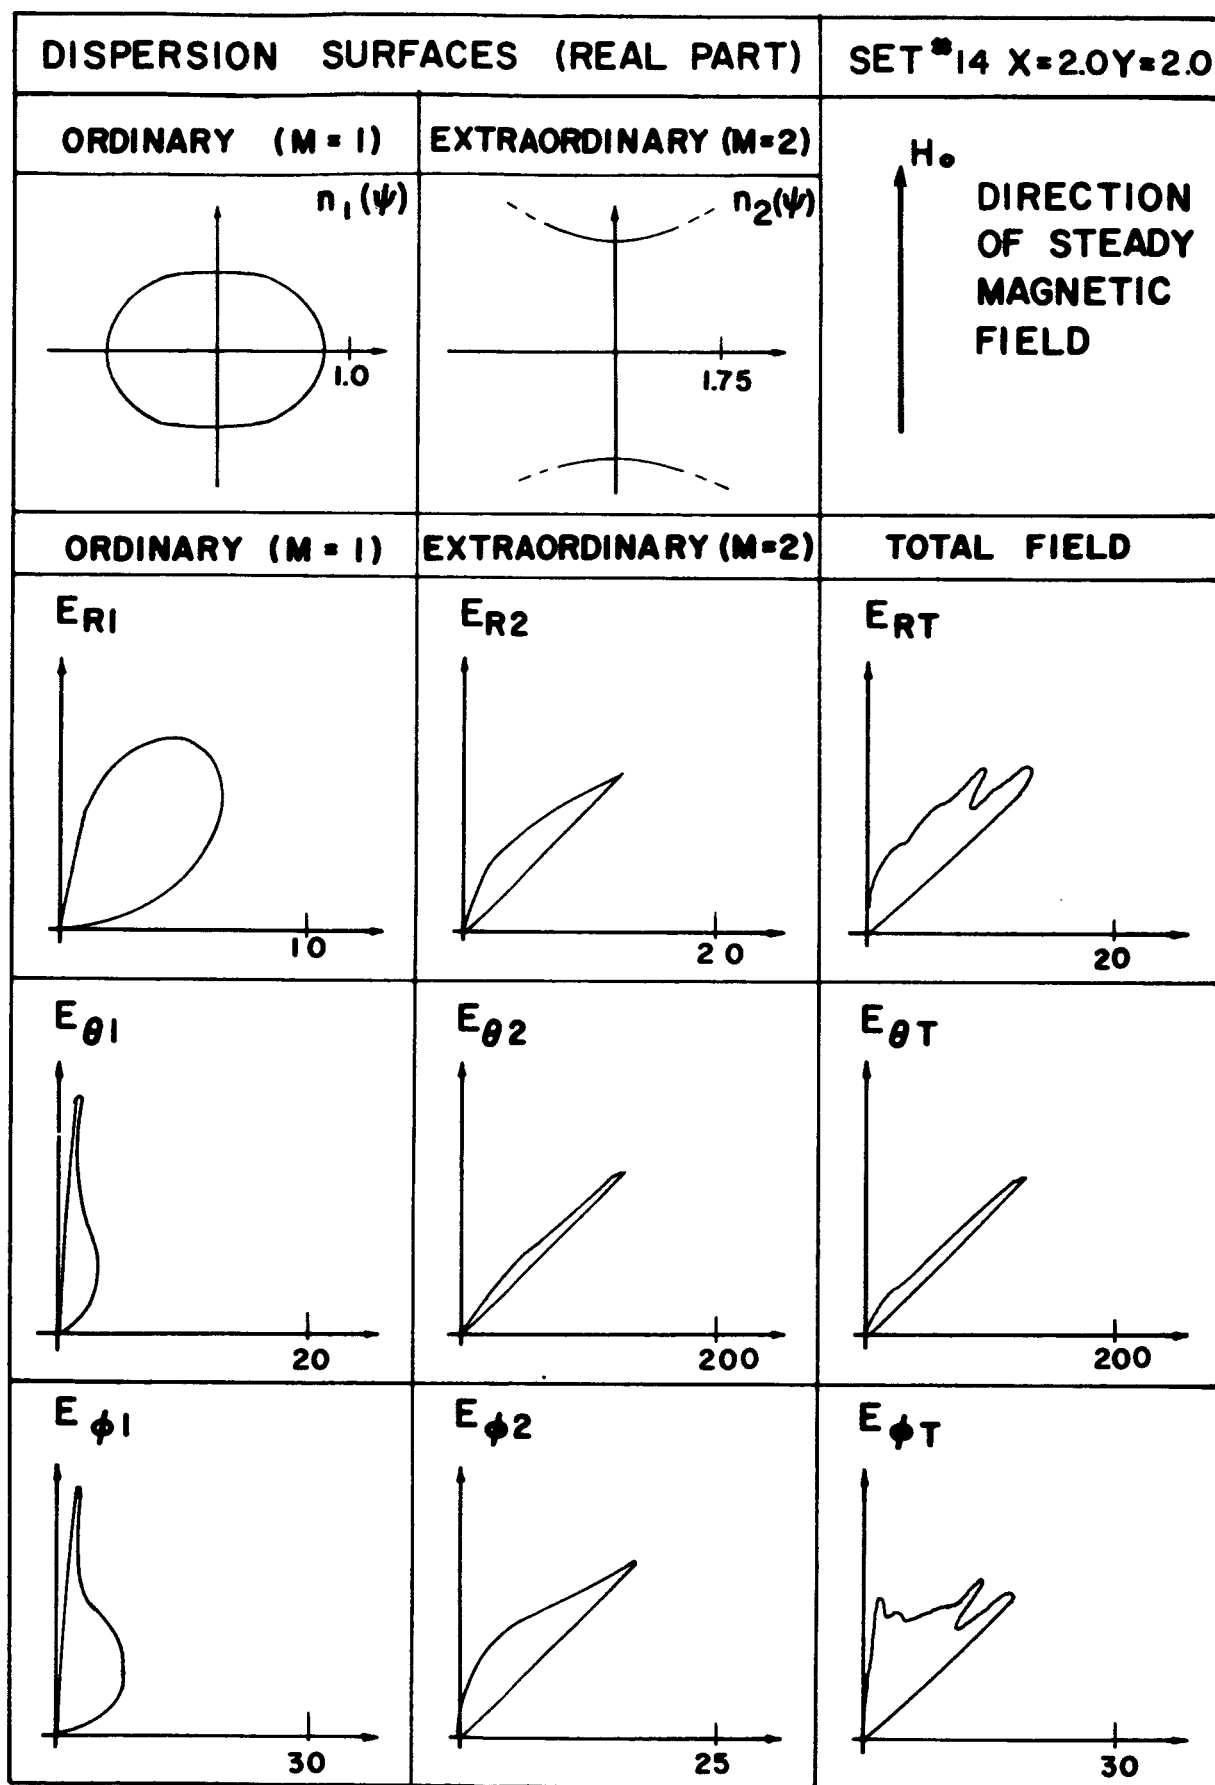 DISPERSION SURFACES (REAL PART)
SET #14 X=2.0 Y=2.0
ORDINARY (M=1)
EXTRAORDINARY (M=2)
n1(ψ)
1.0
n2(ψ)
1.75
H0
DIRECTION
OF STEADY
MAGNETIC
FIELD
ORDINARY (M=1)
EXTRAORDINARY (M=2)
TOTAL FIELD
ER1
10
ER2
20
ERT
20
Eθ1
20
Eθ2
200
EθT
200
Eϕ1
30
Eϕ2
25
EϕT
30